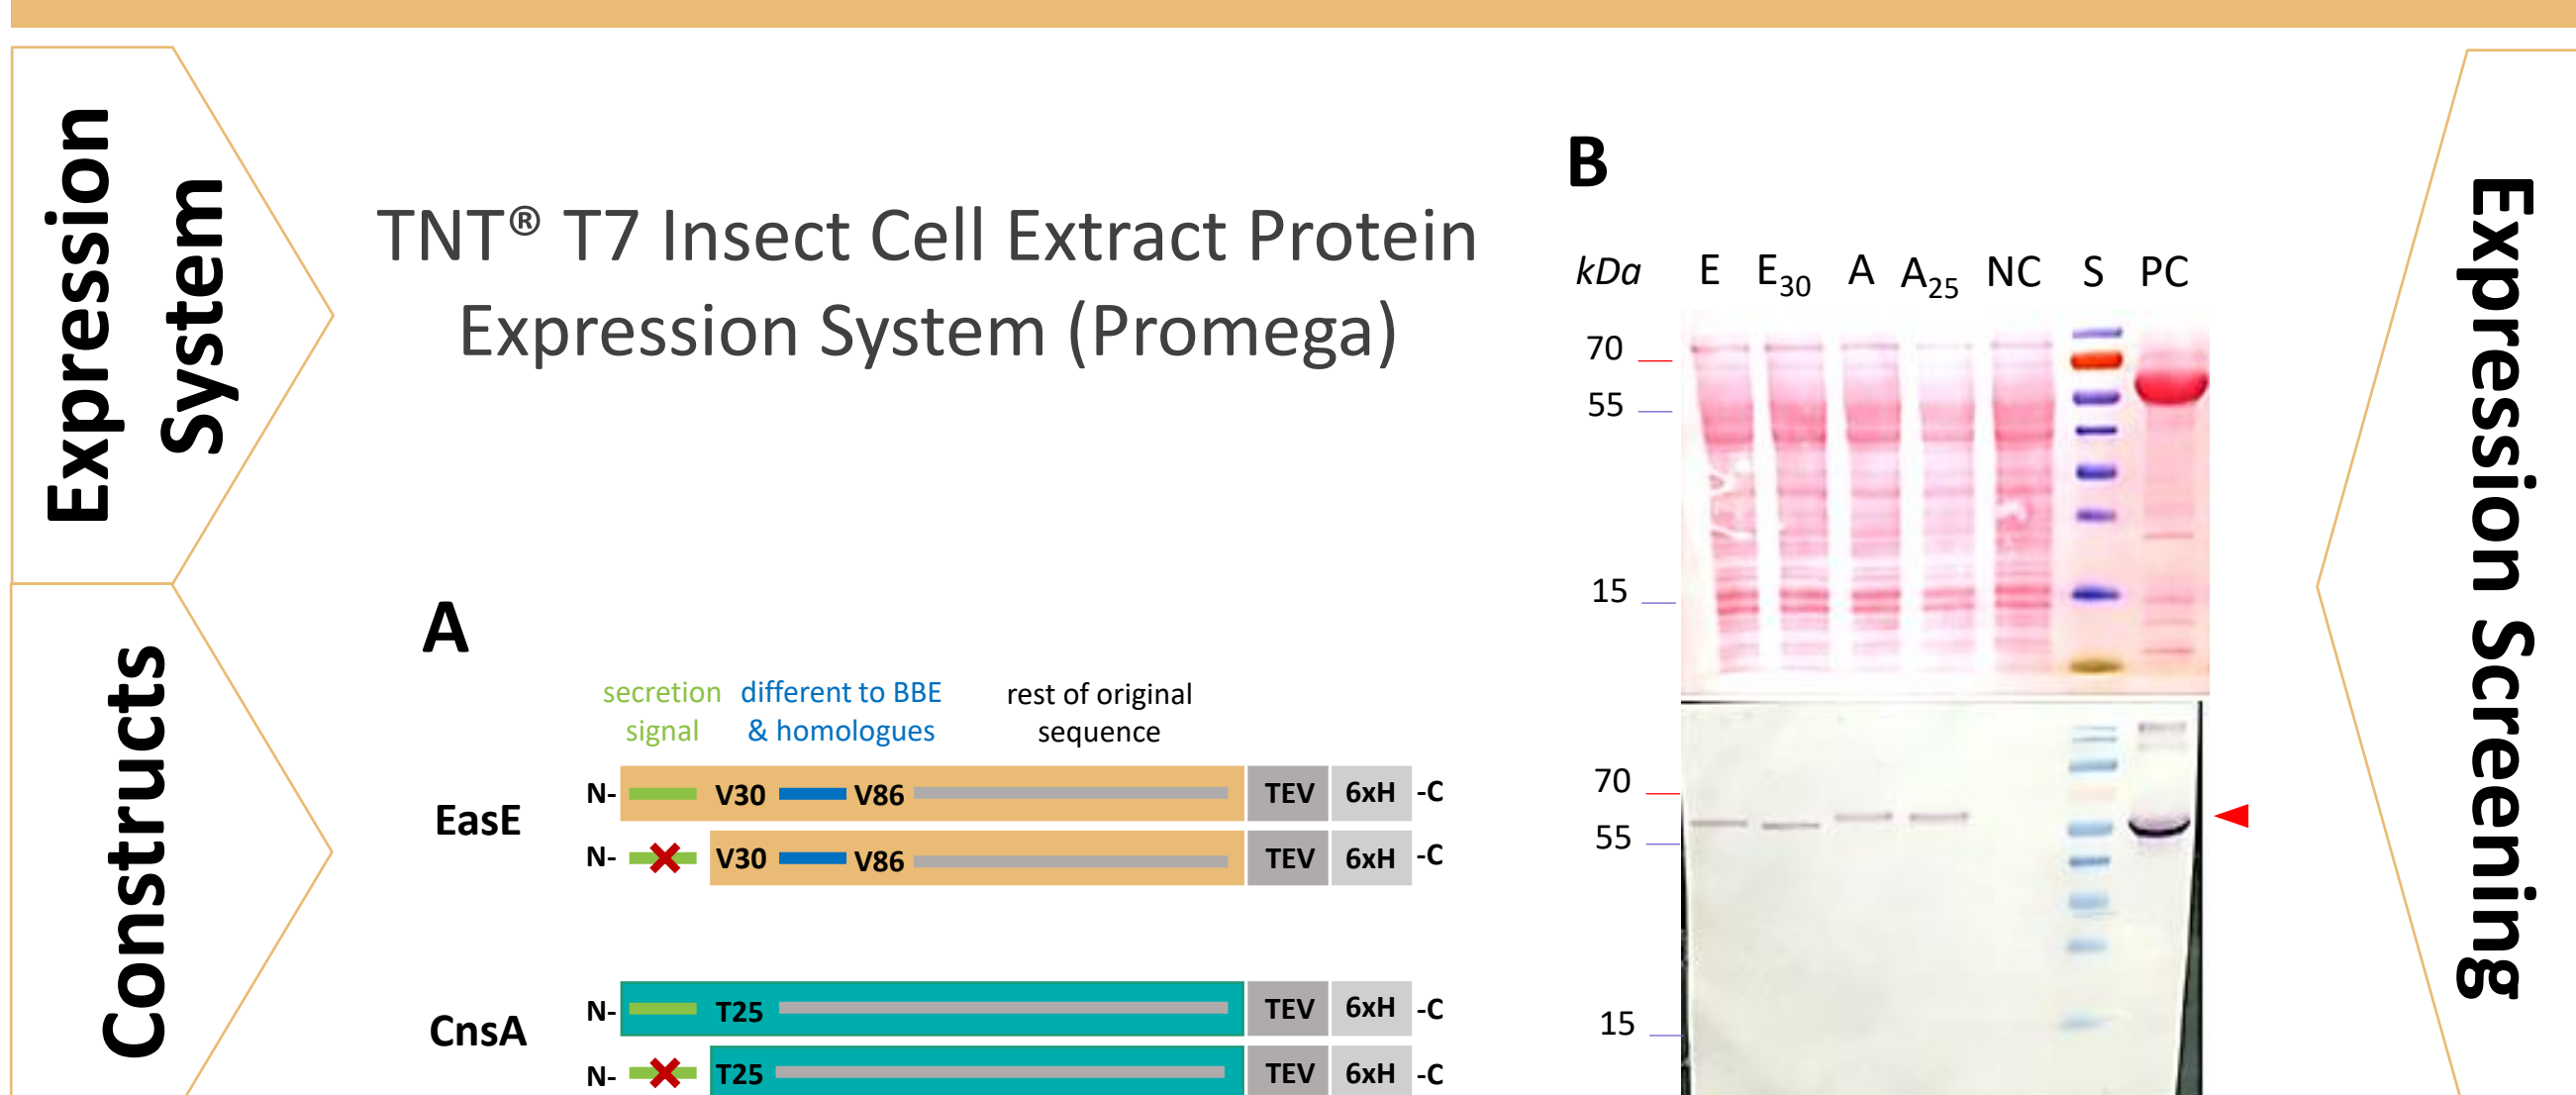 Expression
System
TNT® T7 Insect Cell Extract Protein
Expression System (Promega)
Constructs
A
secretion
signal
different to BBE
& homologues
rest of original
sequence
EasE
N- V30 V86 TEV 6xH -C
N- V30 V86 TEV 6xH -C
CnsA
N- T25 TEV 6xH -C
N- T25 TEV 6xH -C
B
kDa E E₃₀ A A₂₅ NC S PC
70
55
15
70
55
15
Expression Screening